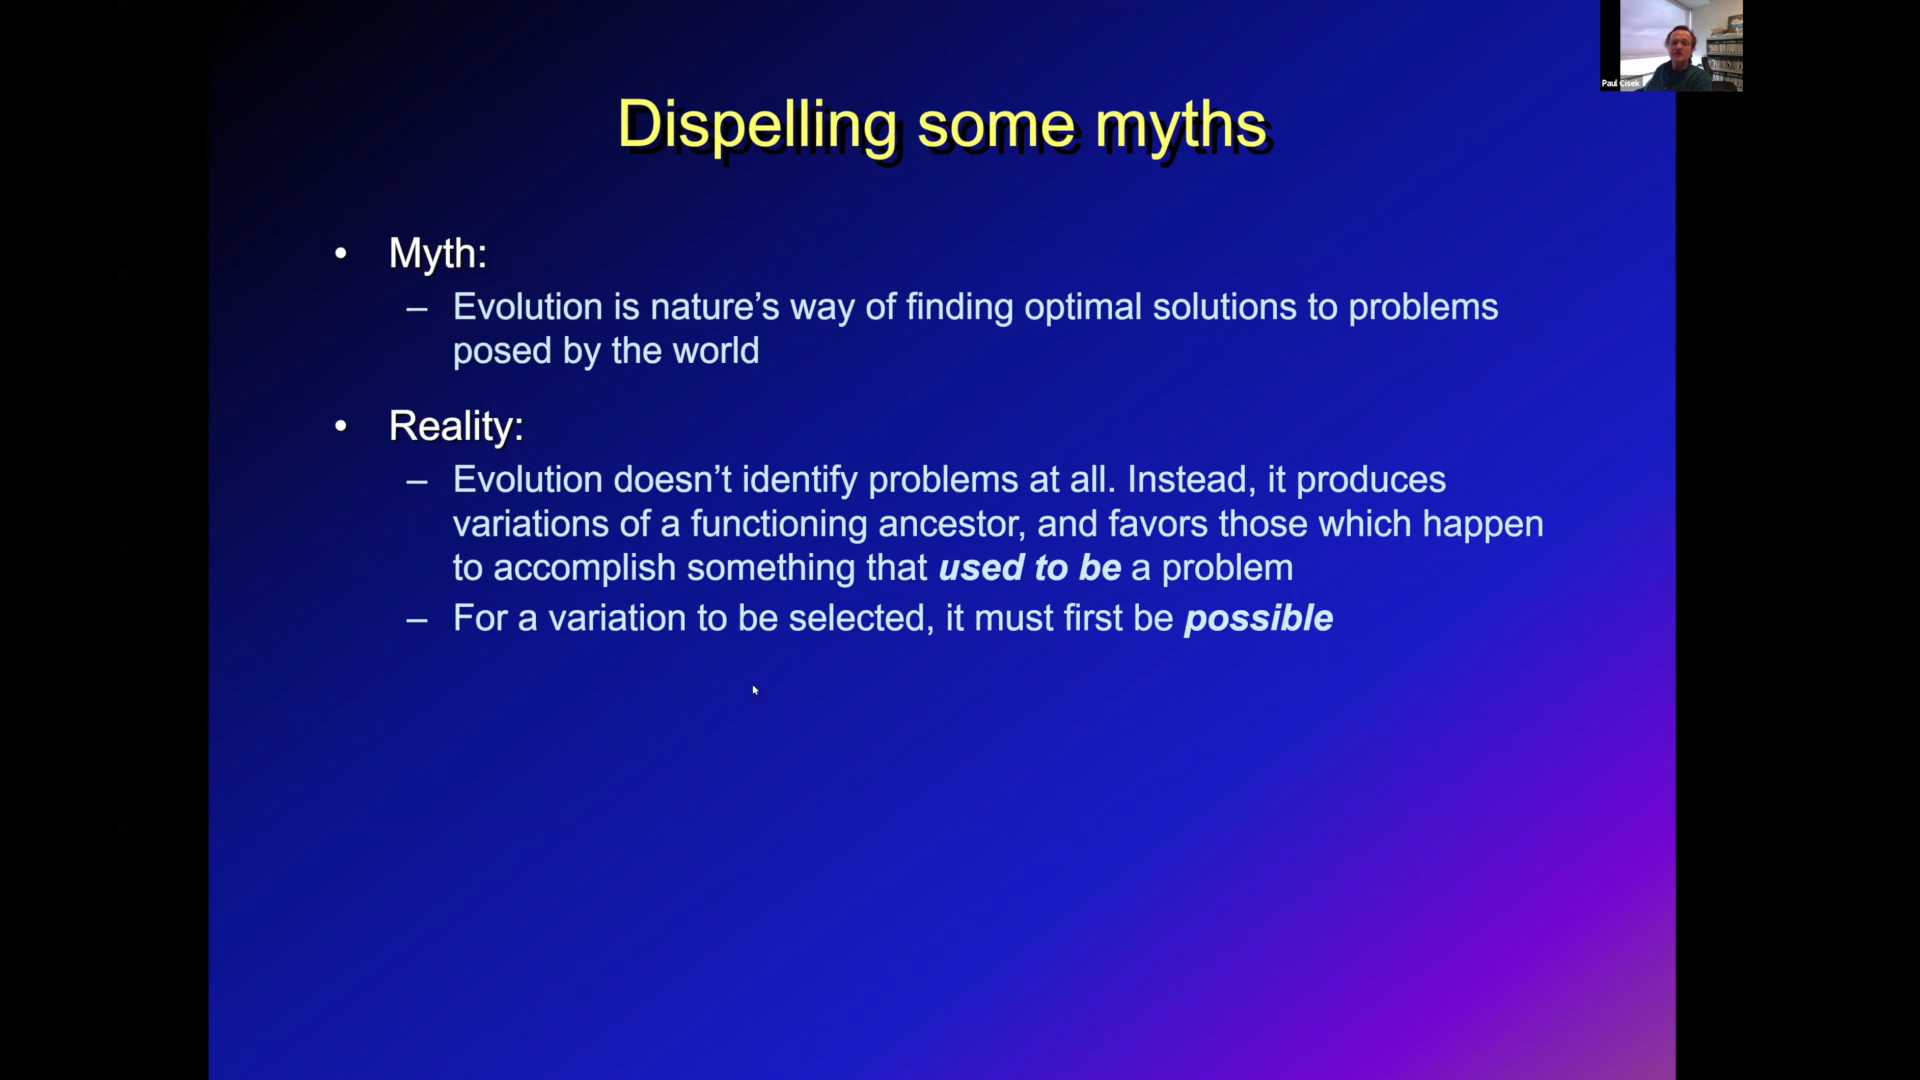 Paul Cisek
Dispelling some myths
• Myth:
– Evolution is nature’s way of finding optimal solutions to problems
posed by the world
• Reality:
– Evolution doesn’t identify problems at all. Instead, it produces
variations of a functioning ancestor, and favors those which happen
to accomplish something that used to be a problem
– For a variation to be selected, it must first be possible